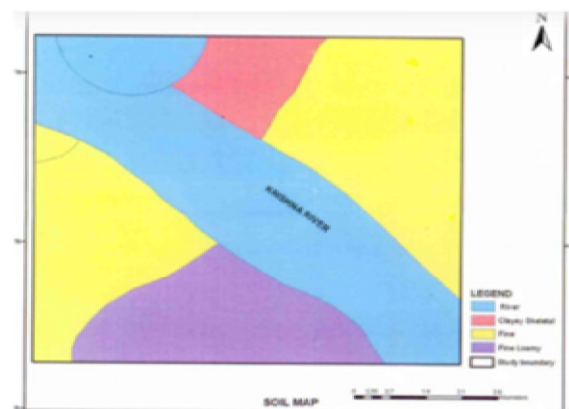 N
KRISHNA RIVER
LEGEND
River
Clayey Skeletal
Fine
Fine Loamy
Study boundary
SOIL MAP